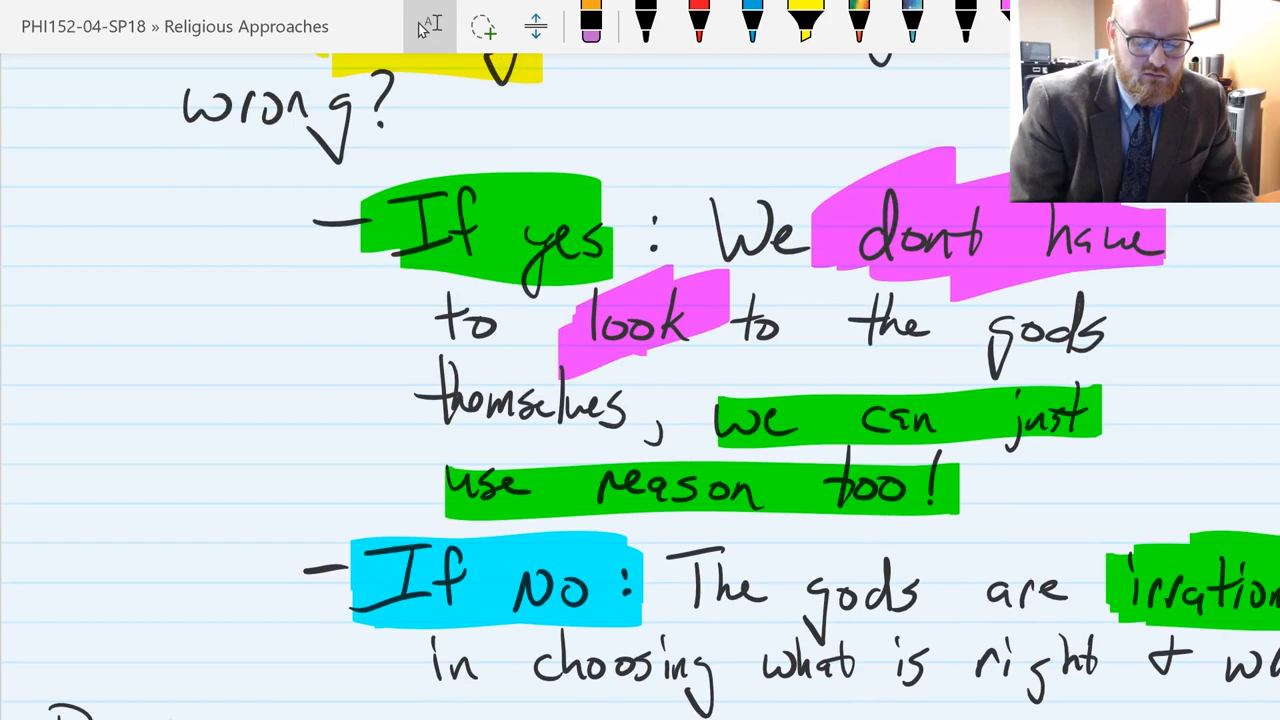 PHI152-04-SP18 » Religious Approaches
wrong?
- If yes : We dont have
to look to the gods
themselves, we can just
use reason too!
- If No: The gods are
in choosing what is right +